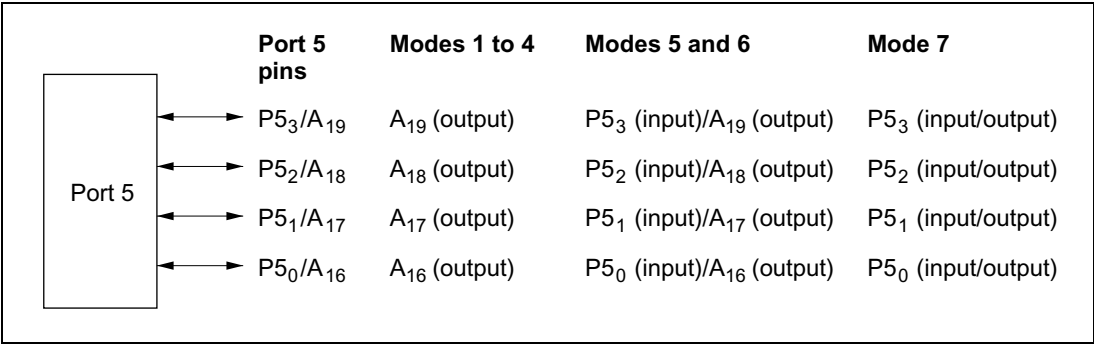 Port 5 pins Modes 1 to 4 Modes 5 and 6 Mode 7
P5₃/A₁₉ A₁₉ (output) P5₃ (input)/A₁₉ (output) P5₃ (input/output)
P5₂/A₁₈ A₁₈ (output) P5₂ (input)/A₁₈ (output) P5₂ (input/output)
Port 5
P5₁/A₁₇ A₁₇ (output) P5₁ (input)/A₁₇ (output) P5₁ (input/output)
P5₀/A₁₆ A₁₆ (output) P5₀ (input)/A₁₆ (output) P5₀ (input/output)